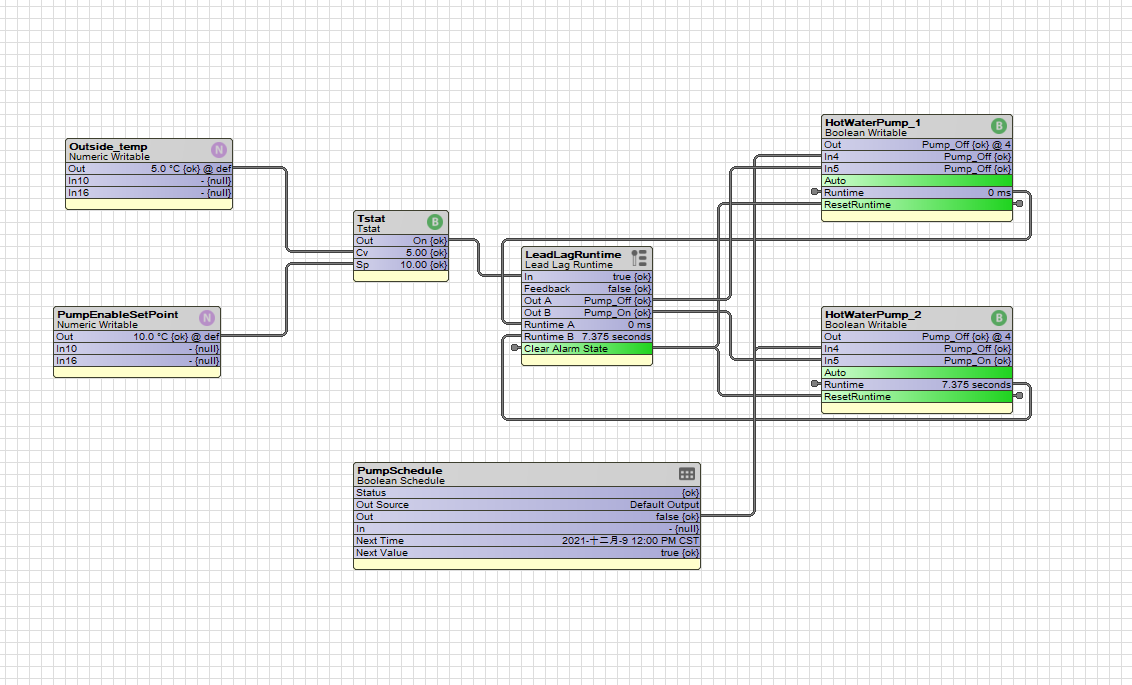 Outside_temp
N
Numeric Writable
Out 5.0 °C {ok} @ def
In10 - {null}
In16 - {null}
PumpEnableSetPoint
N
Numeric Writable
Out 10.0 °C {ok} @ def
In10 - {null}
In16 - {null}
Tstat
B
Tstat
Out On {ok}
Cv 5.00 {ok}
Sp 10.00 {ok}
LeadLagRuntime
Lead Lag Runtime
In true {ok}
Feedback false {ok}
Out A Pump_Off {ok}
Out B Pump_On {ok}
Runtime A 0 ms
Runtime B 7.375 seconds
Clear Alarm State
HotWaterPump_1
B
Boolean Writable
Out Pump_Off {ok} @ 4
In4 Pump_Off {ok}
In5 Pump_Off {ok}
Auto
Runtime 0 ms
ResetRuntime
HotWaterPump_2
B
Boolean Writable
Out Pump_Off {ok} @ 4
In4 Pump_Off {ok}
In5 Pump_On {ok}
Auto
Runtime 7.375 seconds
ResetRuntime
PumpSchedule
Boolean Schedule
Status {ok}
Out Source Default Output
Out false {ok}
In - {null}
Next Time 2021-十二月-9 12:00 PM CST
Next Value true {ok}